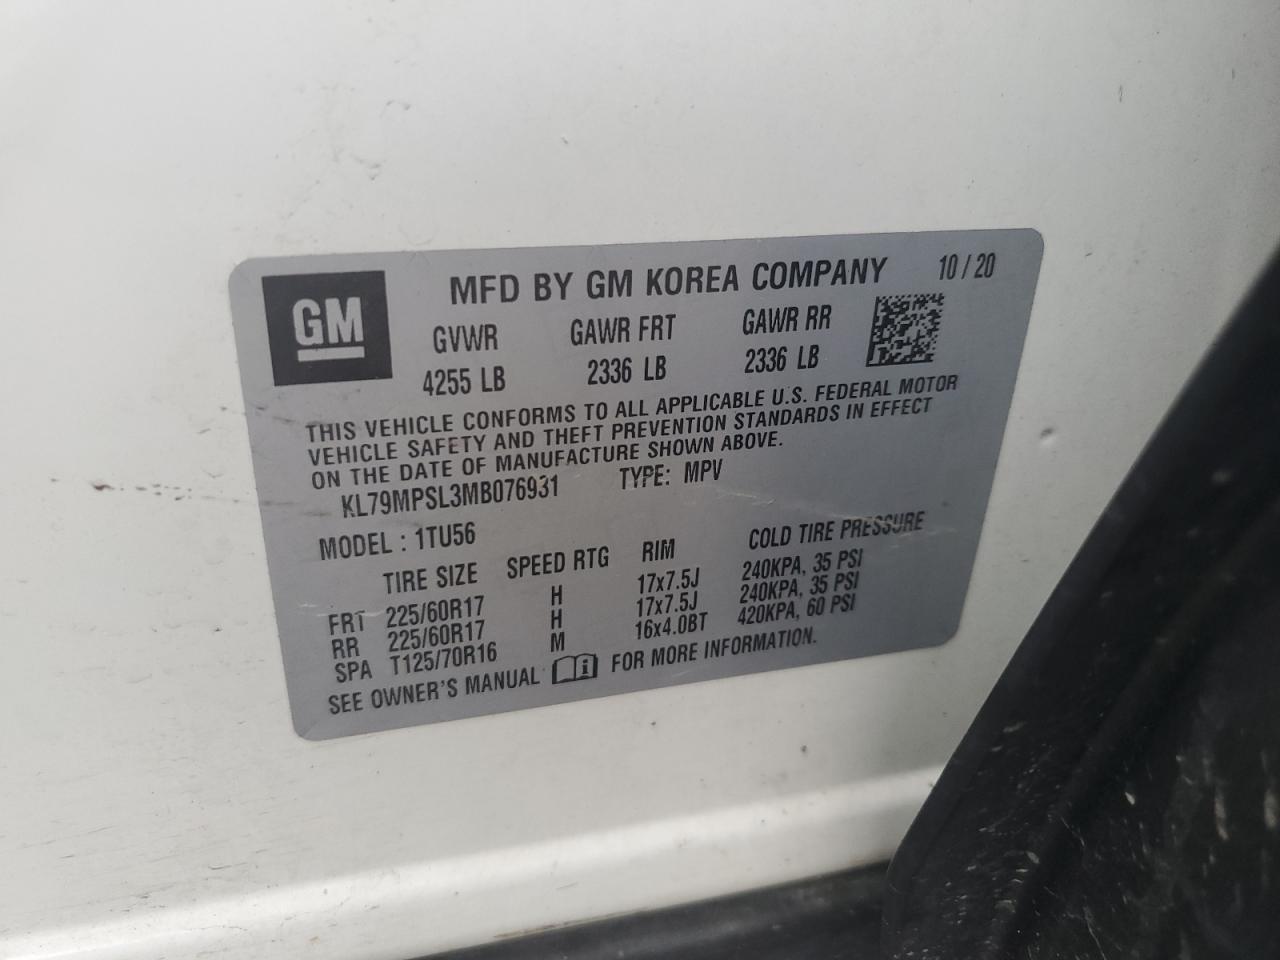 GM
MFD BY GM KOREA COMPANY 10 / 20
GVWR GAWR FRT GAWR RR
4255 LB 2336 LB 2336 LB
THIS VEHICLE CONFORMS TO ALL APPLICABLE U.S. FEDERAL MOTOR
VEHICLE SAFETY AND THEFT PREVENTION STANDARDS IN EFFECT
ON THE DATE OF MANUFACTURE SHOWN ABOVE.
KL79MPSL3MB076931 TYPE: MPV
MODEL : 1TU56
TIRE SIZE SPEED RTG RIM COLD TIRE PRESSURE
FRT 225/60R17 H 17x7.5J 240KPA, 35 PSI
RR 225/60R17 H 17x7.5J 240KPA, 35 PSI
SPA T125/70R16 M 16x4.0BT 420KPA, 60 PSI
SEE OWNER'S MANUAL i FOR MORE INFORMATION.